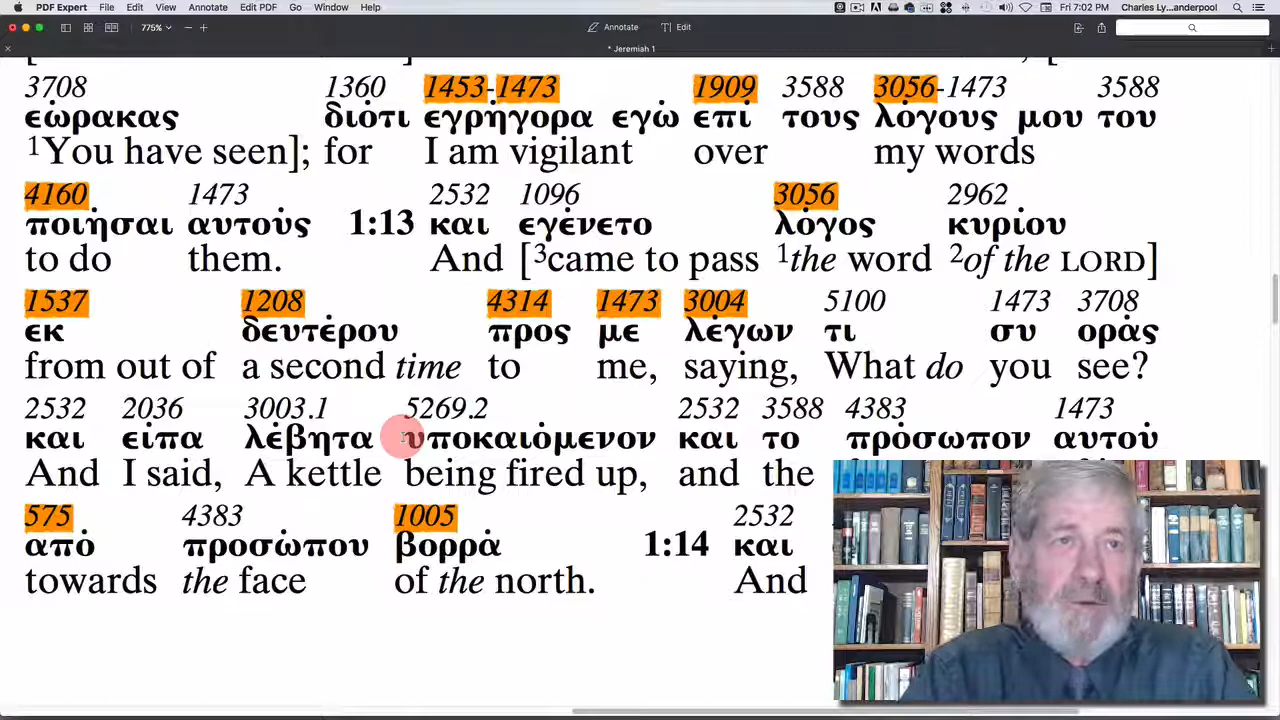 PDF Expert File Edit View Annotate Go Window Help Fri 7:02 PM Charles Ly...anderpool
775% Annotate Edit
* Jeremiah 1
3708 1360 1453-1473 1909 3588 3056-1473 3588
εώρακας διότι εγρήγορα εγώ επί τους λόγους μου του
¹You have seen]; for I am vigilant over my words
4160 1473 2532 1096 3056 2962
ποιήσαι αυτούς 1:13 και εγένετο λόγος κυρίου
to do them. And [³came to pass ¹the word ²of the LORD]
1537 1208 4314 1473 3004 5100 1473 3708
εκ δευτέρου προς με λέγων τι συ οράς
from out of a second time to me, saying, What do you see?
2532 2036 3003.1 5269.2 2532 3588 4383 1473
και είπα λέβητα υποκαιόμενον και το πρόσωπον αυτού
And I said, A kettle being fired up, and the
575 4383 1005 2532
από προσώπου βορρά 1:14 και
towards the face of the north. And